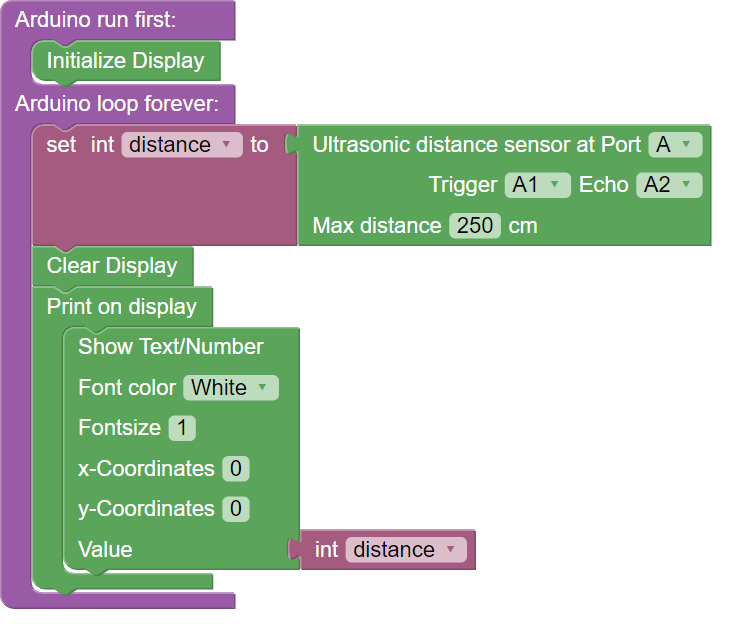 Arduino run first:
Initialize Display
Arduino loop forever:
set int distance to Ultrasonic distance sensor at Port A
Trigger A1 Echo A2
Max distance 250 cm
Clear Display
Print on display
Show Text/Number
Font color White
Fontsize 1
x-Coordinates 0
y-Coordinates 0
Value int distance